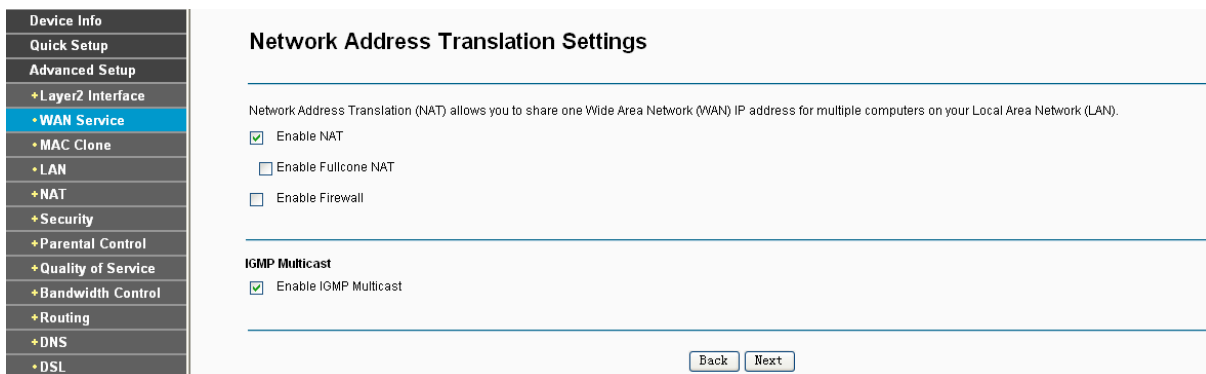 Device Info
Quick Setup
Advanced Setup
+Layer2 Interface
•WAN Service
•MAC Clone
•LAN
+NAT
+Security
+Parental Control
+Quality of Service
+Bandwidth Control
+Routing
+DNS
•DSL
Network Address Translation Settings
Network Address Translation (NAT) allows you to share one Wide Area Network (WAN) IP address for multiple computers on your Local Area Network (LAN).
Enable NAT
Enable Fullcone NAT
Enable Firewall
IGMP Multicast
Enable IGMP Multicast
Back Next